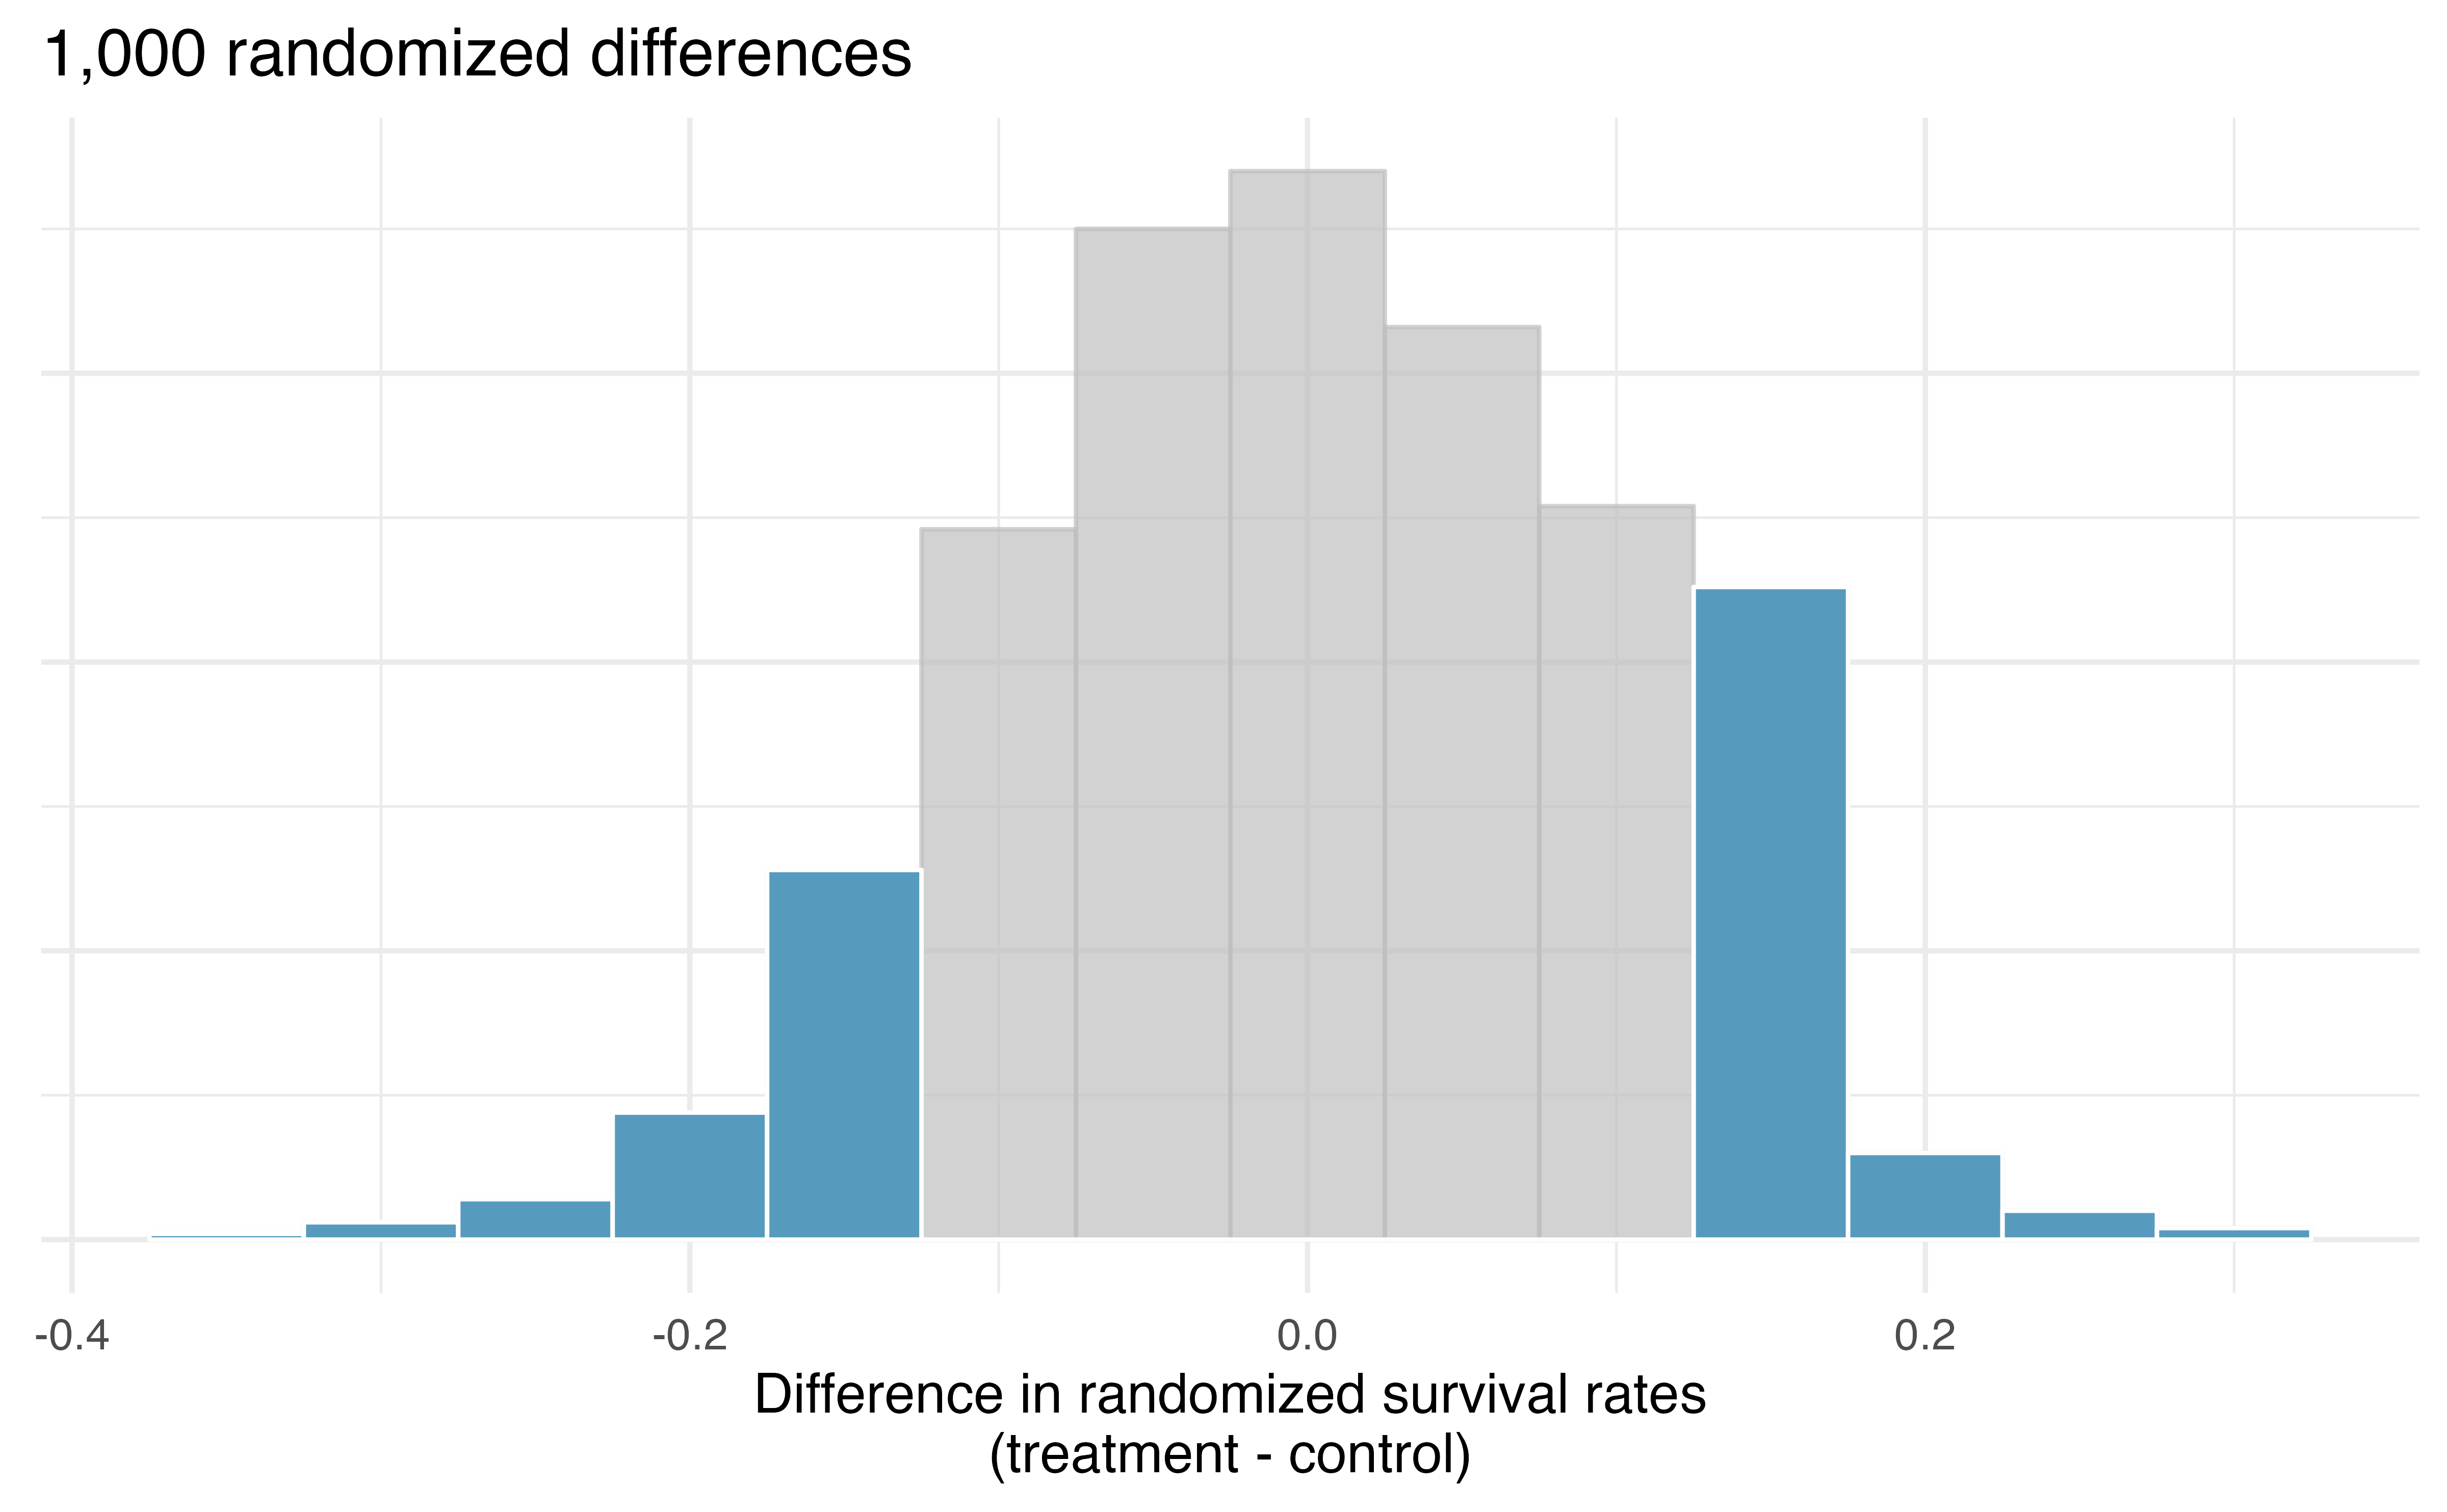 1,000 randomized differences
-0.4
-0.2
0.0
0.2
Difference in randomized survival rates
(treatment - control)